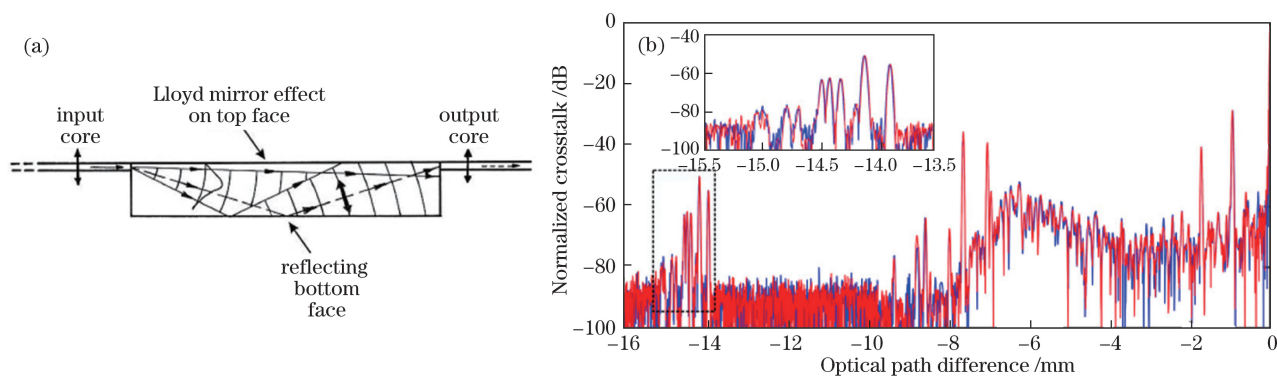 (a)
Lloyd mirror effect
on top face
input
core
output
core
reflecting
bottom
face
(b)
Normalized crosstalk /dB
0
−20
−40
−60
−80
−100
−40
−60
−80
−100
−15.5
−15.0
−14.5
−14.0
−13.5
−16
−14
−12
−10
−8
−6
−4
−2
0
Optical path difference /mm